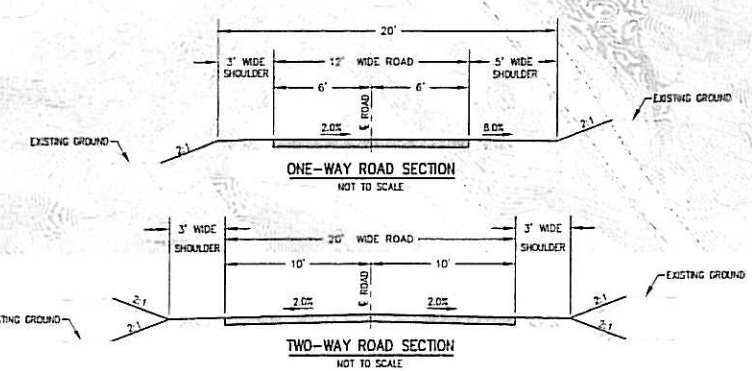 20'
3' WIDE SHOULDER
12' WIDE ROAD
5' WIDE SHOULDER
6'
6'
℄ ROAD
EXISTING GROUND
EXISTING GROUND
2:1
2.0%
8.0%
2:1
ONE-WAY ROAD SECTION
NOT TO SCALE
3' WIDE SHOULDER
20' WIDE ROAD
3' WIDE SHOULDER
10'
10'
℄ ROAD
EXISTING GROUND
2:1
2.0%
2.0%
2:1
TING GROUND
2:1
2:1
TWO-WAY ROAD SECTION
NOT TO SCALE